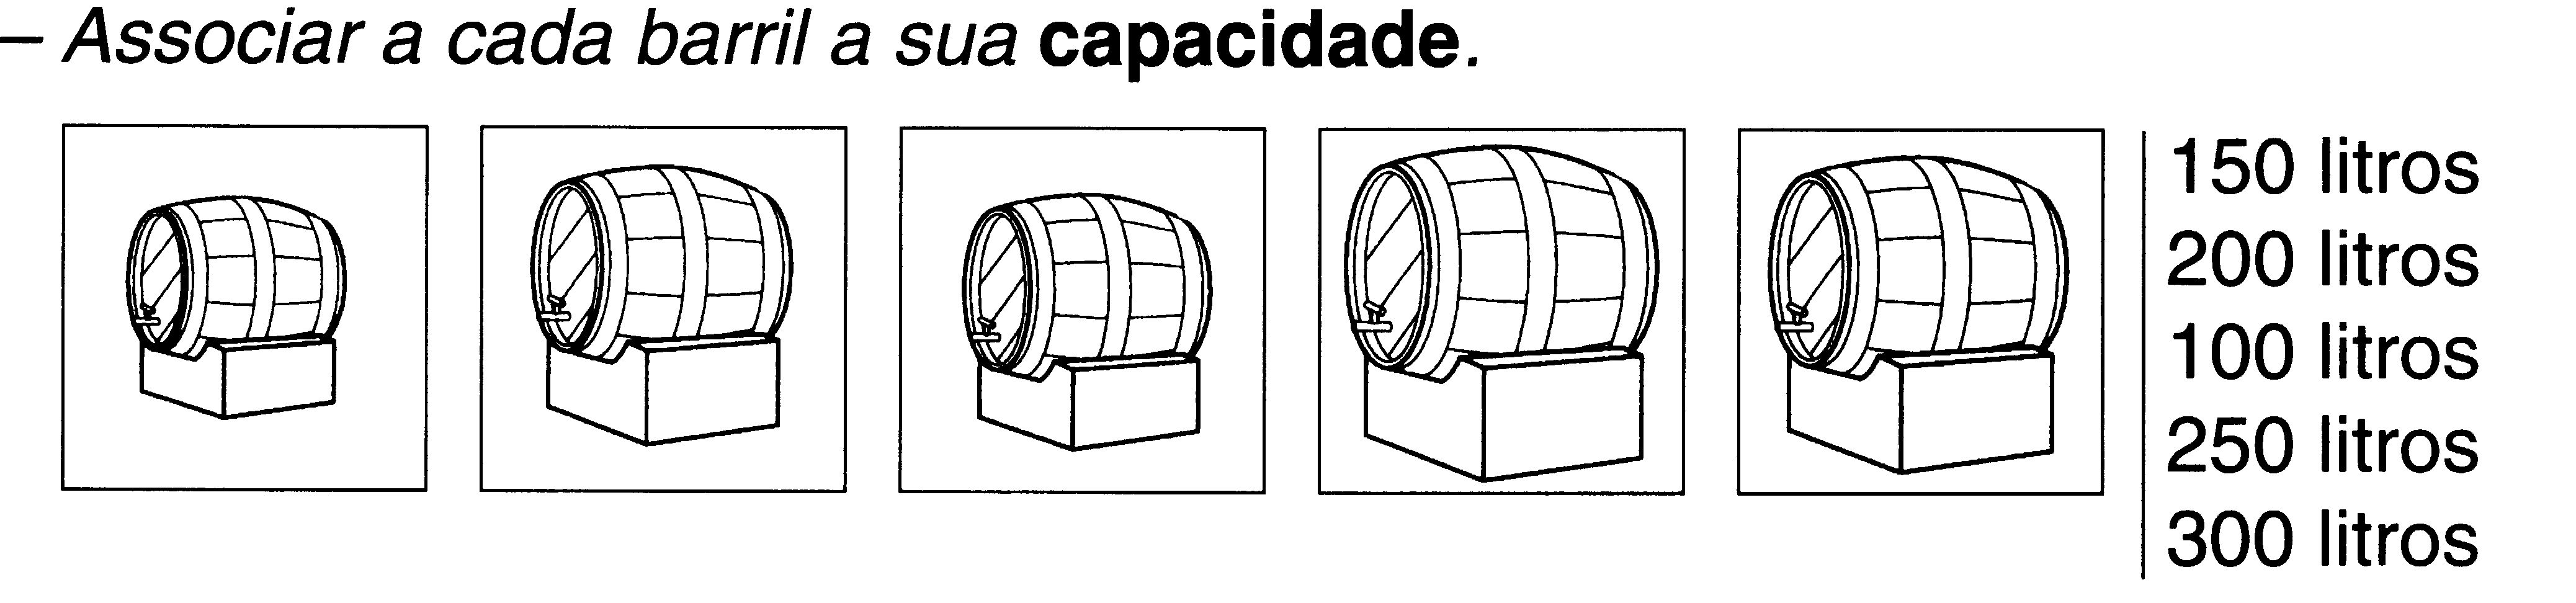 – Associar a cada barril a sua capacidade.
150 litros
200 litros
100 litros
250 litros
300 litros